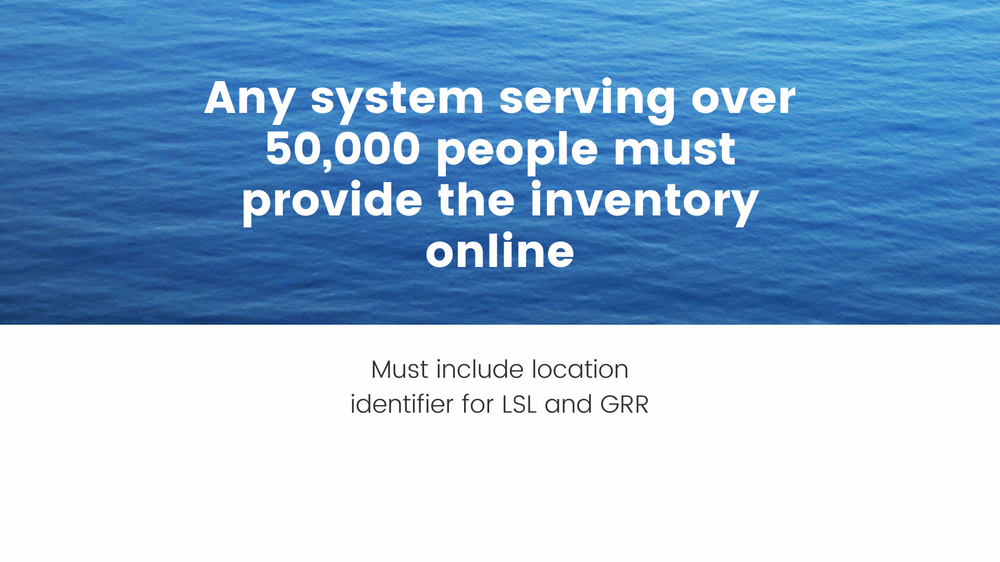 Any system serving over
50,000 people must
provide the inventory
online
Must include location
identifier for LSL and GRR